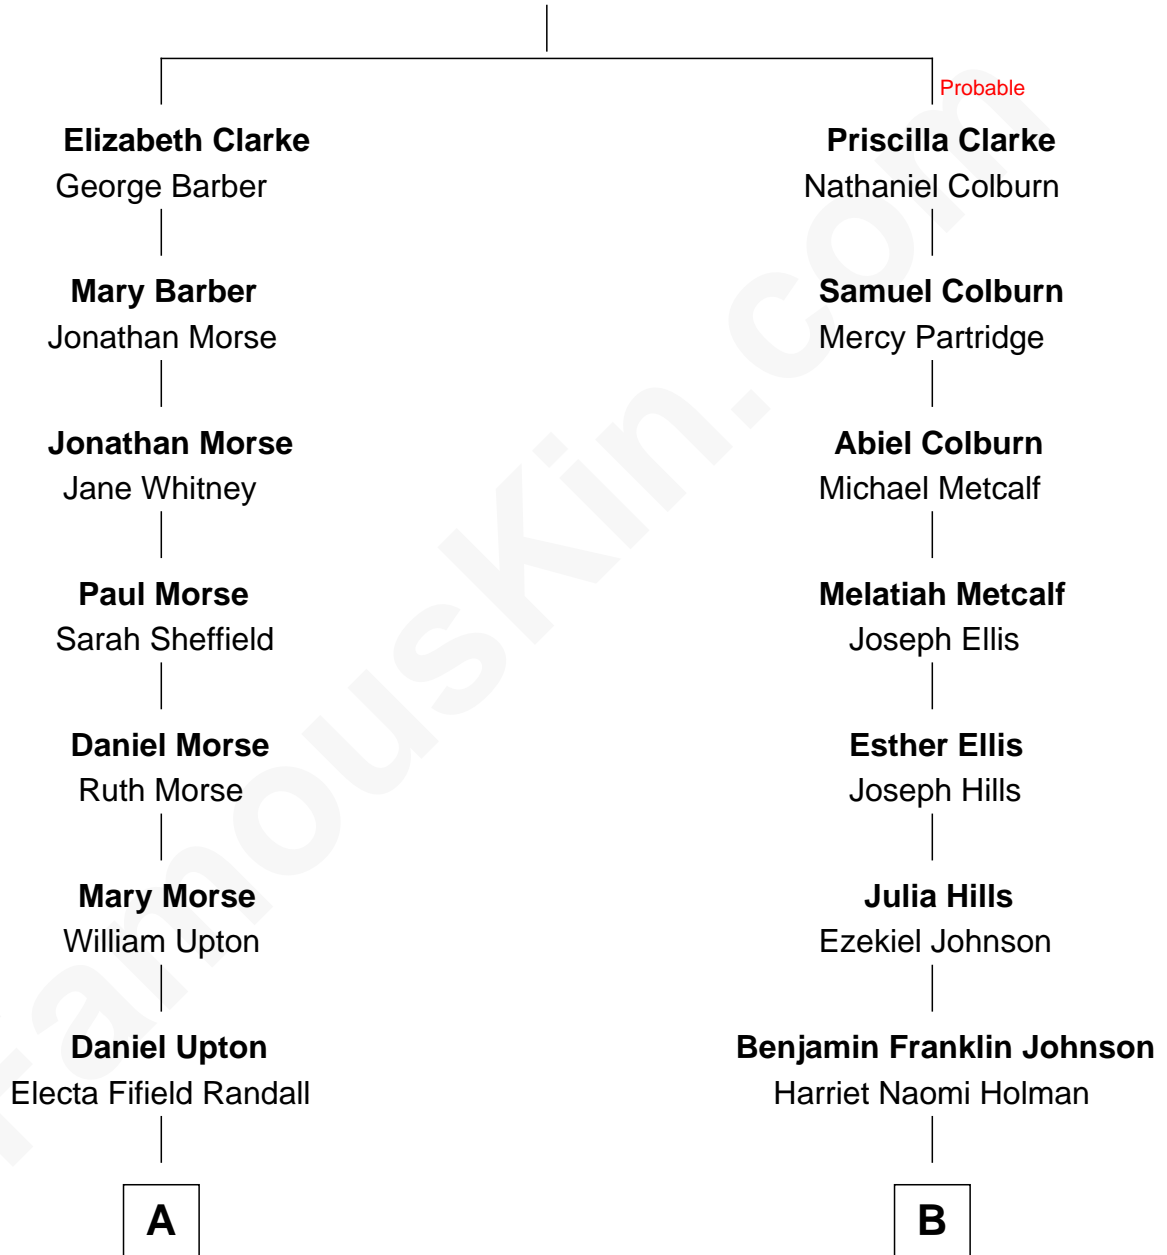 Probable
Elizabeth Clarke
George Barber
Priscilla Clarke
Nathaniel Colburn
Mary Barber
Jonathan Morse
Samuel Colburn
Mercy Partridge
Jonathan Morse
Jane Whitney
Abiel Colburn
Michael Metcalf
Paul Morse
Sarah Sheffield
Melatiah Metcalf
Joseph Ellis
Daniel Morse
Ruth Morse
Esther Ellis
Joseph Hills
Mary Morse
William Upton
Julia Hills
Ezekiel Johnson
Daniel Upton
Electa Fifield Randall
Benjamin Franklin Johnson
Harriet Naomi Holman
A
B
FamousKin.com